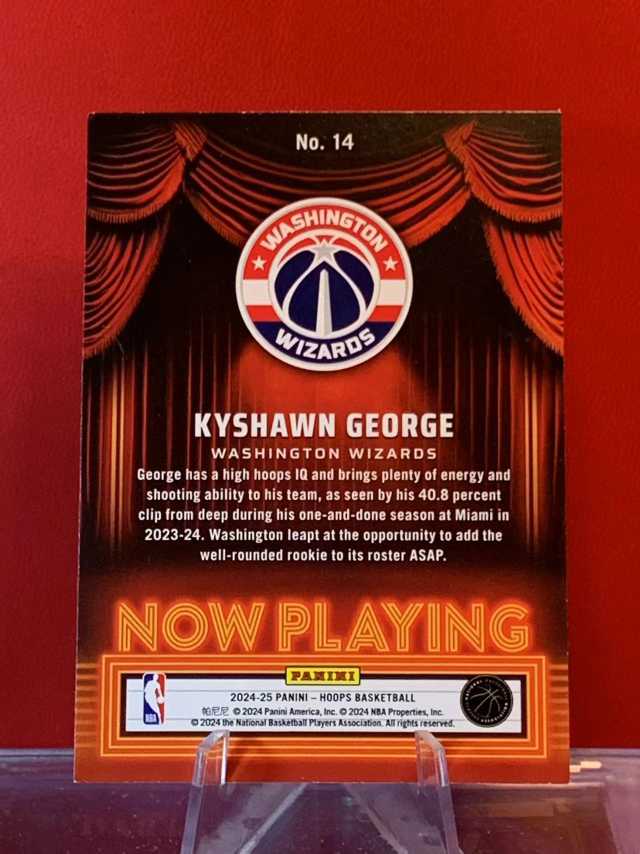 No. 14
WASHINGTON
WIZARDS
KYSHAWN GEORGE
WASHINGTON WIZARDS
George has a high hoops IQ and brings plenty of energy and
shooting ability to his team, as seen by his 40.8 percent
clip from deep during his one-and-done season at Miami in
2023-24. Washington leapt at the opportunity to add the
well-rounded rookie to its roster ASAP.
NOW PLAYING
PANINI
2024-25 PANINI – HOOPS BASKETBALL
帕尼尼 © 2024 Panini America, Inc. © 2024 NBA Properties, Inc.
© 2024 the National Basketball Players Association. All rights reserved.
NBA